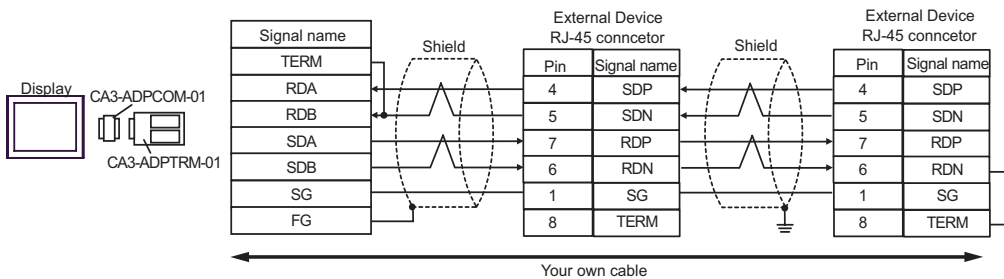 Display
CA3-ADPCOM-01
CA3-ADPTRM-01
Signal name
TERM
RDA
RDB
SDA
SDB
SG
FG
Shield
External Device
RJ-45 conncetor
Pin Signal name
4 SDP
5 SDN
7 RDP
6 RDN
1 SG
8 TERM
Shield
External Device
RJ-45 conncetor
Pin Signal name
4 SDP
5 SDN
7 RDP
6 RDN
1 SG
8 TERM
Your own cable